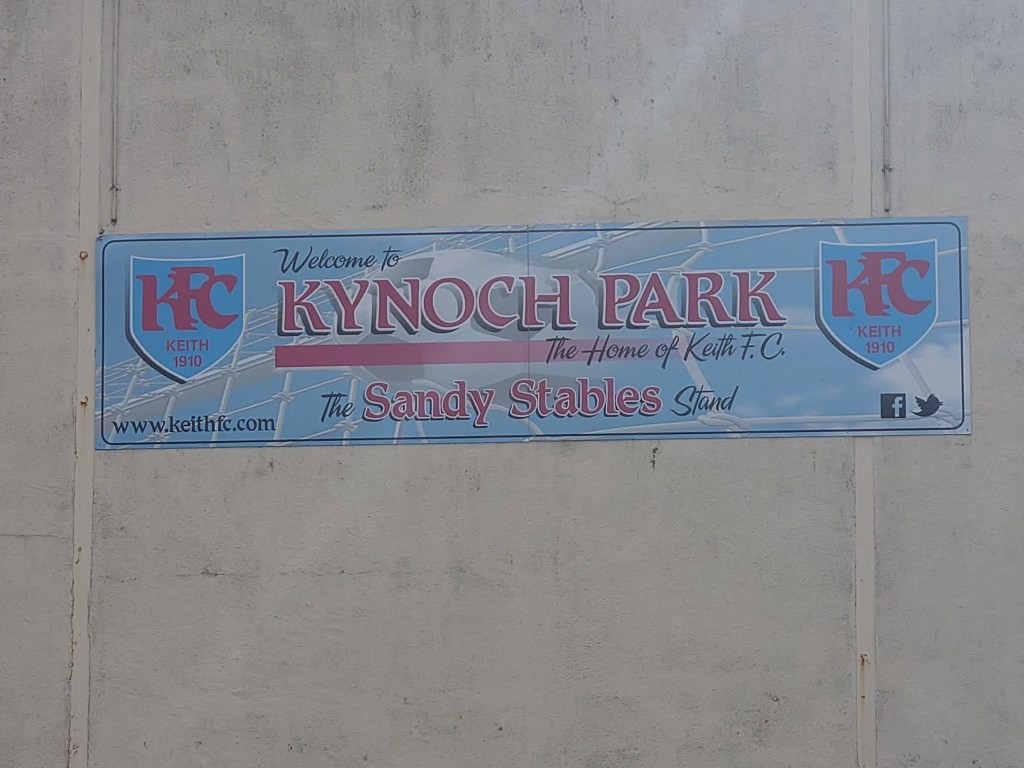 Welcome to
KYNOCH PARK
The Home of Keith F.C.
The Sandy Stables Stand
www.keithfc.com
KFC
KEITH
1910
KFC
KEITH
1910
f